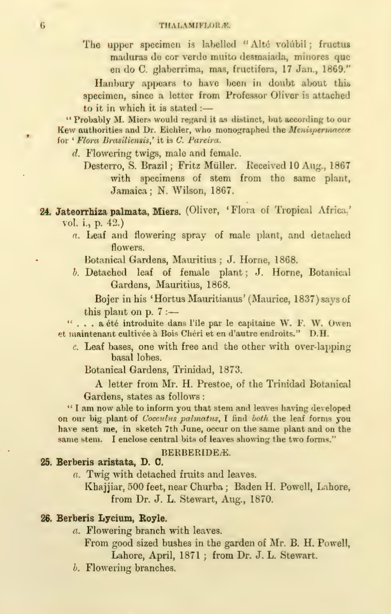 6 THALAMIFLORÆ.
The upper specimen is labelled "Alté volúbil; fructus
maduras de cor verde muito desmaiada, minores que
en do C. glaberrima, mas, fructifera, 17 Jan., 1869."
Hanbury appears to have been in doubt about this
specimen, since a letter from Professor Oliver is attached
to it in which it is stated :—
"Probably M. Miers would regard it as distinct, but according to our
Kew authorities and Dr. Eichler, who monographed the Menispermaceæ
for 'Flora Brasiliensis,' it is C. Pareira.
d. Flowering twigs, male and female.
Desterro, S. Brazil; Fritz Müller. Received 10 Aug., 1867
with specimens of stem from the same plant,
Jamaica; N. Wilson, 1867.
24. Jateorrhiza palmata, Miers. (Oliver, 'Flora of Tropical Africa,'
vol. i., p. 42.)
a. Leaf and flowering spray of male plant, and detached
flowers.
Botanical Gardens, Mauritius; J. Horne, 1868.
b. Detached leaf of female plant; J. Horne, Botanical
Gardens, Mauritius, 1868.
Bojer in his 'Hortus Mauritianus' (Maurice, 1837) says of
this plant on p. 7 :—
" . . . a été introduite dans l'ile par le capitaine W. F. W. Owen
et maintenant cultivée à Bois Chéri et en d'autre endroits." D.H.
c. Leaf bases, one with free and the other with over-lapping
basal lobes.
Botanical Gardens, Trinidad, 1873.
A letter from Mr. H. Prestoe, of the Trinidad Botanical
Gardens, states as follows :
"I am now able to inform you that stem and leaves having developed
on our big plant of Cocculus palmatus, I find both the leaf forms you
have sent me, in sketch 7th June, occur on the same plant and on the
same stem. I enclose central bits of leaves showing the two forms."
BERBERIDEÆ.
25. Berberis aristata, D. C.
a. Twig with detached fruits and leaves.
Khajjiar, 500 feet, near Churba; Baden H. Powell, Lahore,
from Dr. J. L. Stewart, Aug., 1870.
26. Berberis Lycium, Royle.
a. Flowering branch with leaves.
From good sized bushes in the garden of Mr. B. H. Powell,
Lahore, April, 1871; from Dr. J. L. Stewart.
b. Flowering branches.